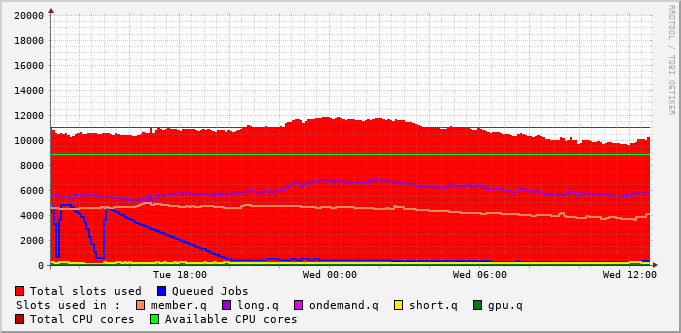 RRDTOOL / TOBI OETIKER
20000
18000
16000
14000
12000
10000
8000
6000
4000
2000
0
Tue 18:00 Wed 00:00 Wed 06:00 Wed 12:00
Total slots used Queued Jobs
Slots used in : member.q long.q ondemand.q short.q gpu.q
Total CPU cores Available CPU cores